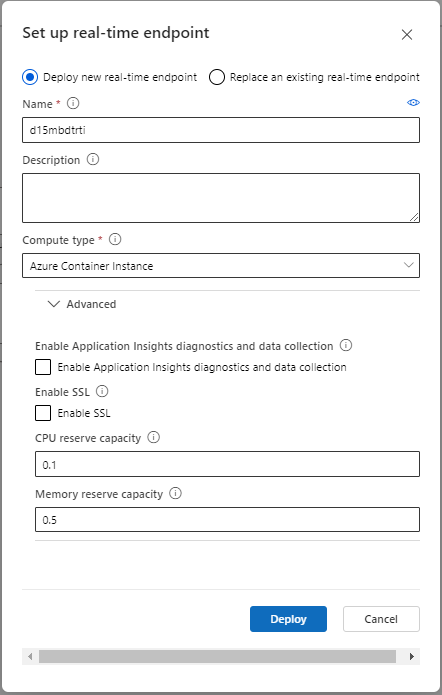 Set up real-time endpoint
Deploy new real-time endpoint Replace an existing real-time endpoint
Name *
d15mbdtrti
Description
Compute type *
Azure Container Instance
Advanced
Enable Application Insights diagnostics and data collection
Enable Application Insights diagnostics and data collection
Enable SSL
Enable SSL
CPU reserve capacity
0.1
Memory reserve capacity
0.5
Deploy Cancel